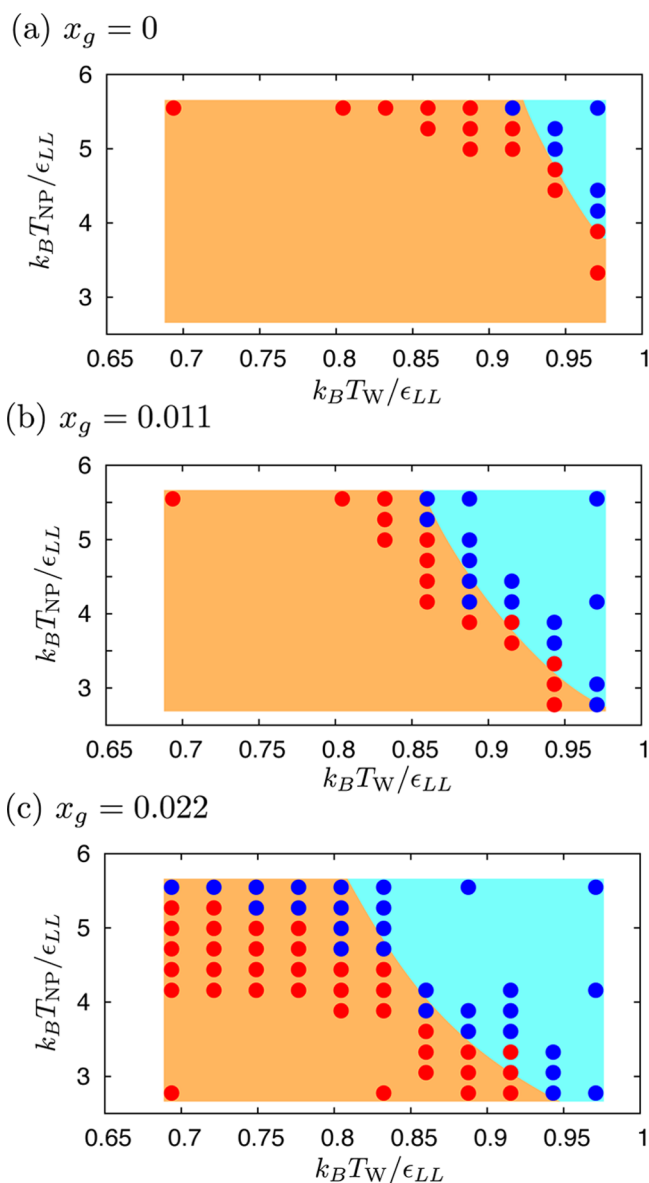 (a) x_g = 0
6
5
4
3
k_B T_NP/ϵ_LL
0.65 0.7 0.75 0.8 0.85 0.9 0.95 1
k_B T_W/ϵ_LL
(b) x_g = 0.011
6
5
4
3
k_B T_NP/ϵ_LL
0.65 0.7 0.75 0.8 0.85 0.9 0.95 1
k_B T_W/ϵ_LL
(c) x_g = 0.022
6
5
4
3
k_B T_NP/ϵ_LL
0.65 0.7 0.75 0.8 0.85 0.9 0.95 1
k_B T_W/ϵ_LL